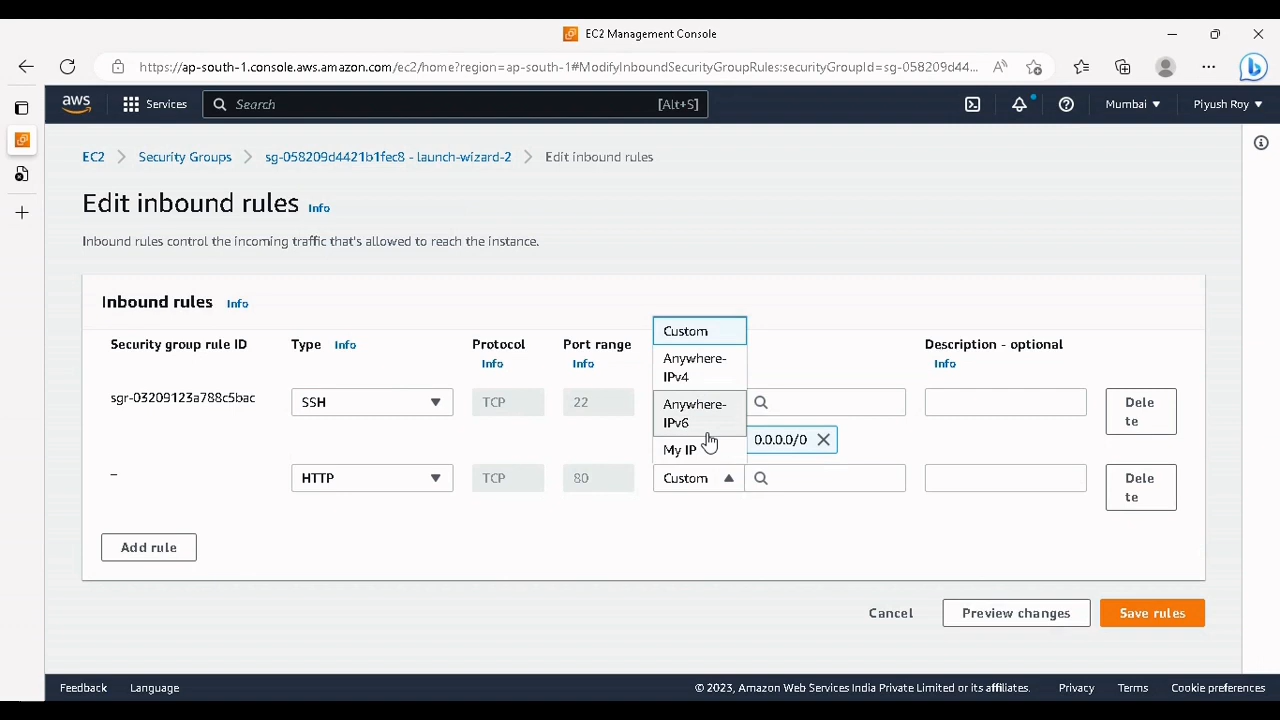 EC2 Management Console
https://ap-south-1.console.aws.amazon.com/ec2/home?region=ap-south-1#ModifyInboundSecurityGroupRules:securityGroupId=sg-058209d44...
aws
Services
Search
[Alt+S]
Mumbai
Piyush Roy
EC2
Security Groups
sg-058209d4421b1fec8 - launch-wizard-2
Edit inbound rules
Edit inbound rules
Info
Inbound rules control the incoming traffic that's allowed to reach the instance.
Inbound rules
Info
Security group rule ID
Type
Info
Protocol
Info
Port range
Info
Description - optional
Info
Custom
Anywhere-
IPv4
Anywhere-
IPv6
My IP
sgr-03209123a788c5bac
SSH
TCP
22
Dele
te
0.0.0.0/0
–
HTTP
TCP
80
Custom
Dele
te
Add rule
Cancel
Preview changes
Save rules
Feedback
Language
© 2023, Amazon Web Services India Private Limited or its affiliates.
Privacy
Terms
Cookie preferences